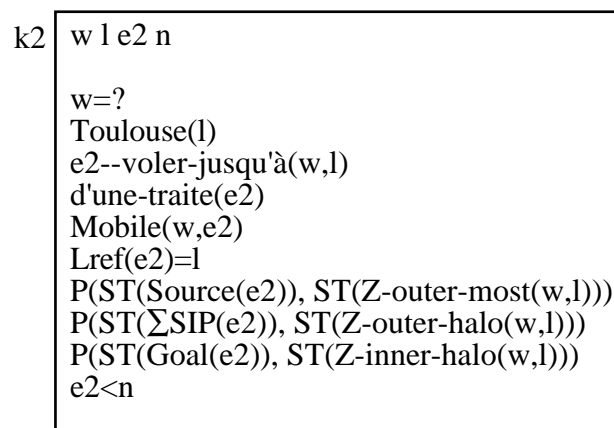 k2
w l e2 n
w=?
Toulouse(l)
e2--voler-jusqu'à(w,l)
d'une-traite(e2)
Mobile(w,e2)
Lref(e2)=l
P(ST(Source(e2)), ST(Z-outer-most(w,l)))
P(ST(∑SIP(e2)), ST(Z-outer-halo(w,l)))
P(ST(Goal(e2)), ST(Z-inner-halo(w,l)))
e2<n